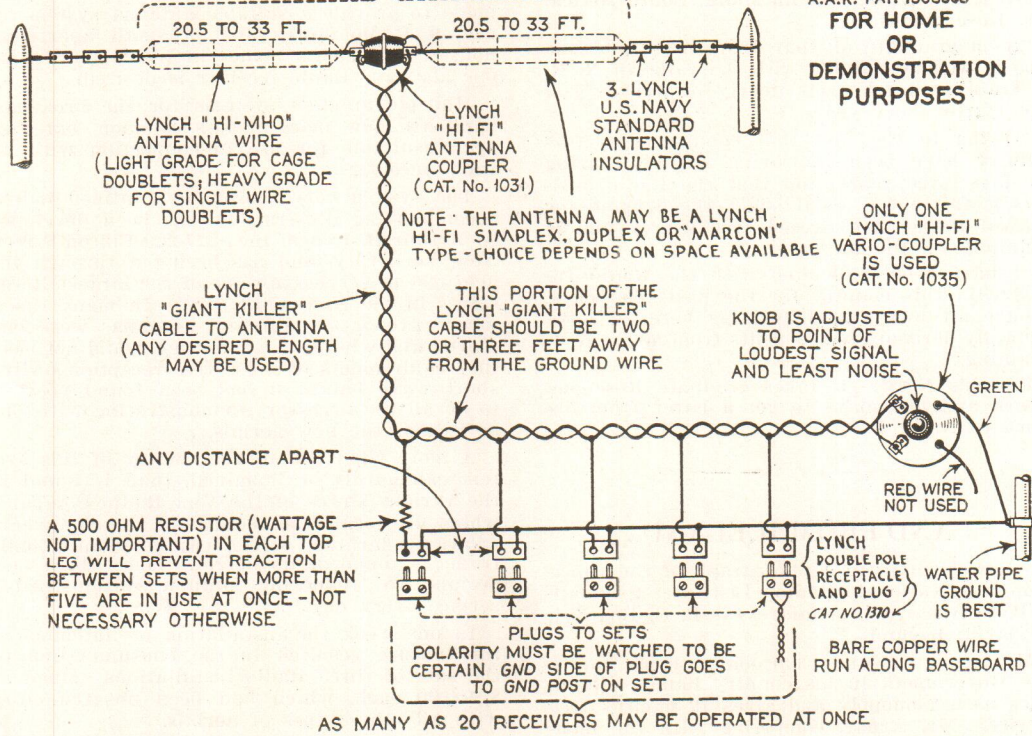 FOR HOME
OR
DEMONSTRATION
PURPOSES
20.5 TO 33 FT.
20.5 TO 33 FT.
LYNCH "HI-MHO"
ANTENNA WIRE
(LIGHT GRADE FOR CAGE
DOUBLETS; HEAVY GRADE
FOR SINGLE WIRE
DOUBLETS)
LYNCH
"HI-FI"
ANTENNA
COUPLER
(CAT. No. 1031)
3-LYNCH
U.S. NAVY
STANDARD
ANTENNA
INSULATORS
NOTE · THE ANTENNA MAY BE A LYNCH
HI-FI SIMPLEX, DUPLEX OR "MARCONI"
TYPE - CHOICE DEPENDS ON SPACE AVAILABLE
ONLY ONE
LYNCH "HI-FI"
VARIO-COUPLER
IS USED
(CAT. No. 1035)
LYNCH
"GIANT KILLER"
CABLE TO ANTENNA
(ANY DESIRED LENGTH
MAY BE USED)
THIS PORTION OF THE
LYNCH "GIANT KILLER"
CABLE SHOULD BE TWO
OR THREE FEET AWAY
FROM THE GROUND WIRE
KNOB IS ADJUSTED
TO POINT OF
LOUDEST SIGNAL
AND LEAST NOISE
GREEN
RED WIRE
NOT USED
ANY DISTANCE APART
A 500 OHM RESISTOR (WATTAGE
NOT IMPORTANT) IN EACH TOP
LEG WILL PREVENT REACTION
BETWEEN SETS WHEN MORE THAN
FIVE ARE IN USE AT ONCE - NOT
NECESSARY OTHERWISE
LYNCH
DOUBLE POLE
RECEPTACLE
AND PLUG
CAT NO. 1370
WATER PIPE
GROUND
IS BEST
PLUGS TO SETS
POLARITY MUST BE WATCHED TO BE
CERTAIN GND SIDE OF PLUG GOES
TO GND POST ON SET
BARE COPPER WIRE
RUN ALONG BASEBOARD
AS MANY AS 20 RECEIVERS MAY BE OPERATED AT ONCE